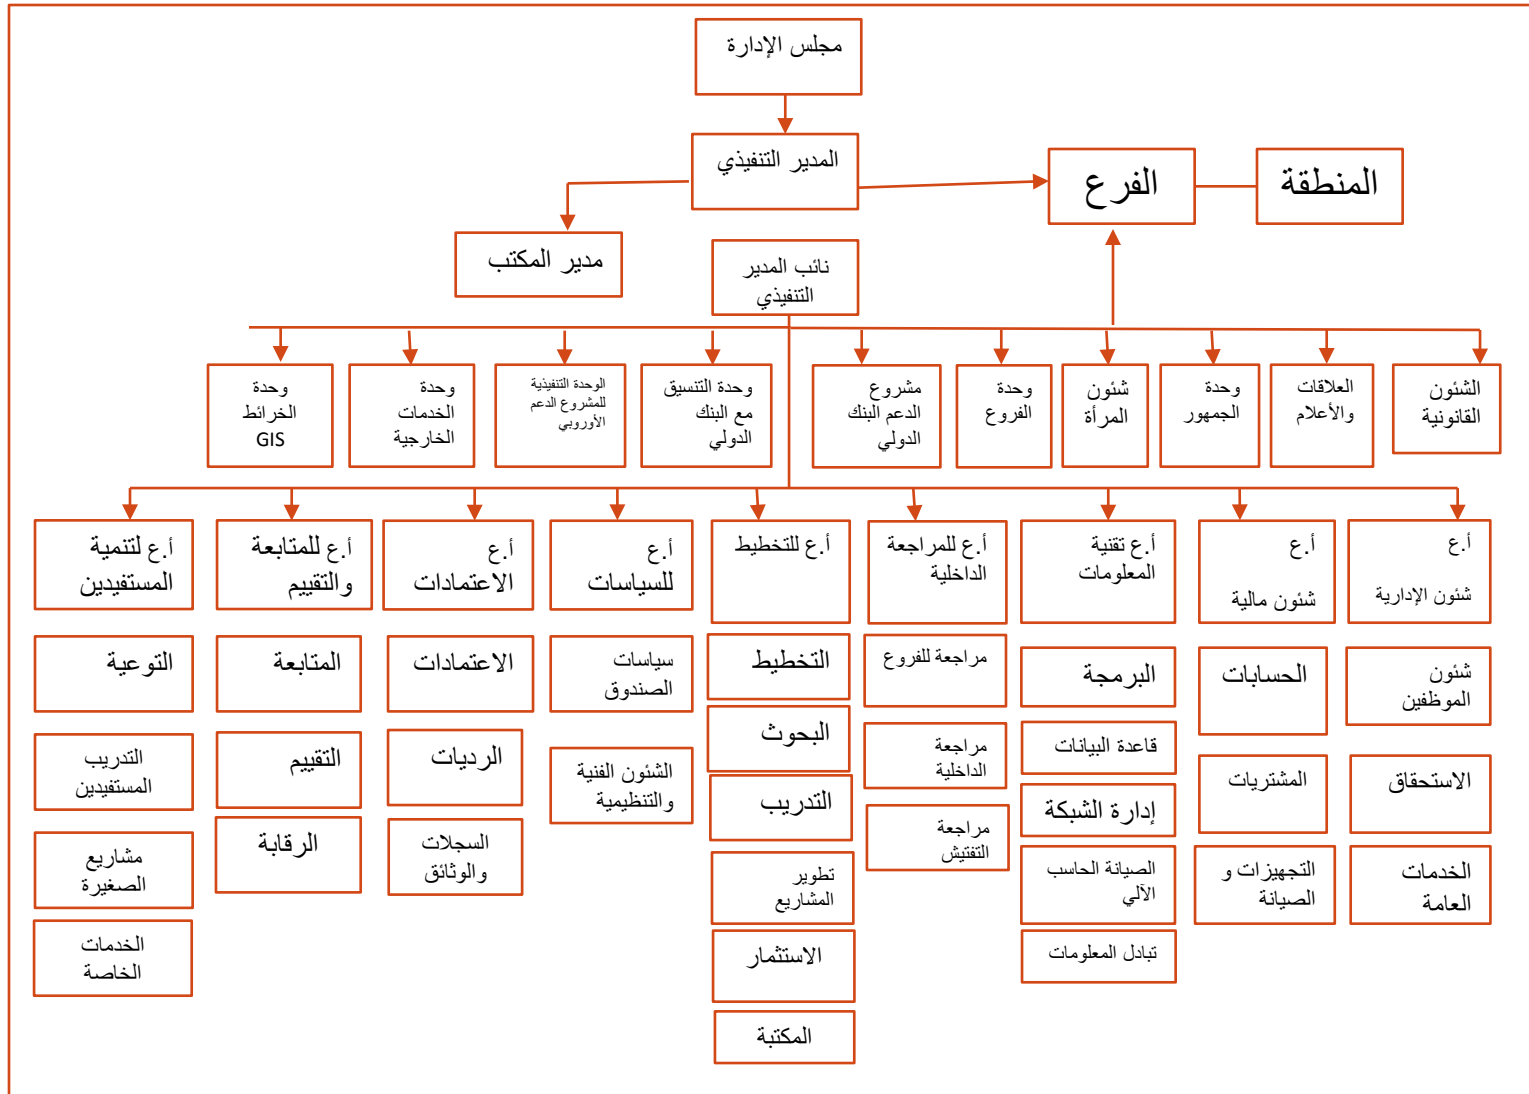 مجلس الإدارة
المدير التنفيذي
الفرع
المنطقة
مدير المكتب
نائب المدير
التنفيذي
الشئون
القانونية
العلاقات
والأعلام
وحدة
الجمهور
شئون
المرأة
وحدة
الفروع
مشروع
الدعم البنك
الدولي
وحدة التنسيق
مع البنك
الدولي
الوحدة التنفيذية
للمشروع الدعم
الأوروبي
وحدة
الخدمات
الخارجية
وحدة
الخرائط
GIS
أ.ع
شئون الإدارية
أ.ع
شئون مالية
أ.ع تقنية
المعلومات
أ.ع للمراجعة
الداخلية
أ.ع للتخطيط
أ.ع
للسياسات
أ.ع
الاعتمادات
أ.ع للمتابعة
والتقييم
أ.ع لتنمية
المستفيدين
شئون
الموظفين
الاستحقاق
الخدمات
العامة
الحسابات
المشتريات
التجهيزات و
الصيانة
البرمجة
قاعدة البيانات
إدارة الشبكة
الصيانة الحاسب
الآلي
تبادل المعلومات
مراجعة للفروع
مراجعة
الداخلية
مراجعة
التفتيش
التخطيط
البحوث
التدريب
تطوير
المشاريع
الاستثمار
المكتبة
سياسات
الصندوق
الشئون الفنية
والتنظيمية
الاعتمادات
الرديات
السجلات
والوثائق
المتابعة
التقييم
الرقابة
التوعية
التدريب
المستفيدين
مشاريع
الصغيرة
الخدمات
الخاصة